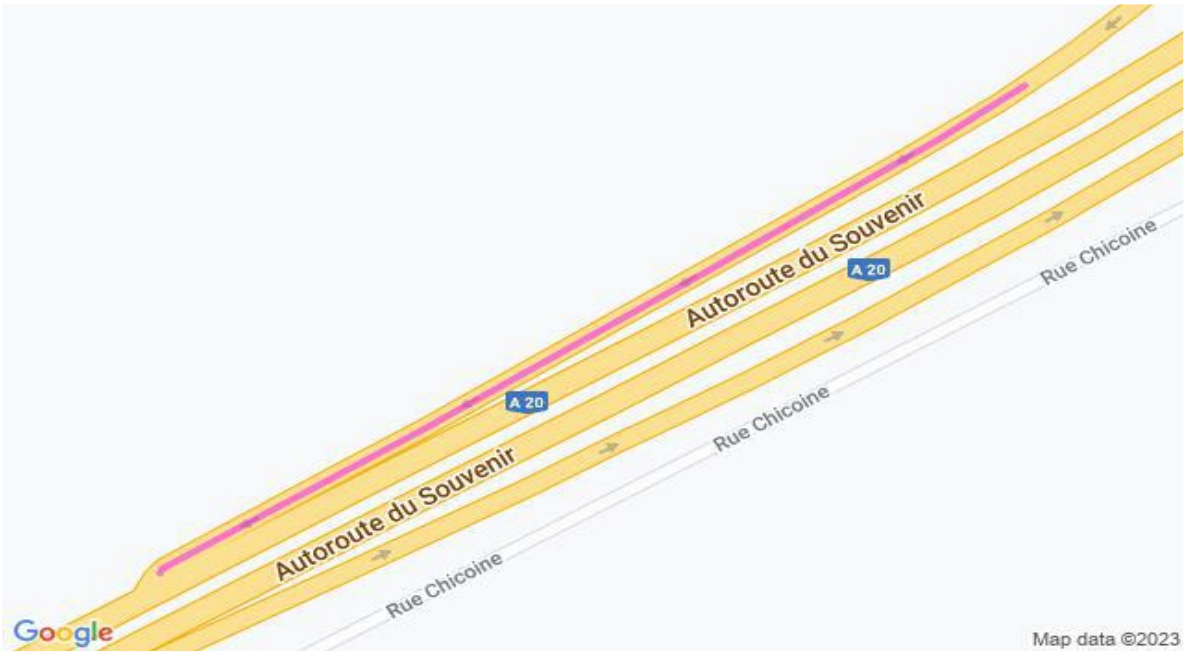 Autoroute du Souvenir
A 20
Rue Chicoine
A 20
Rue Chicoine
Autoroute du Souvenir
Rue Chicoine
Google
Map data ©2023